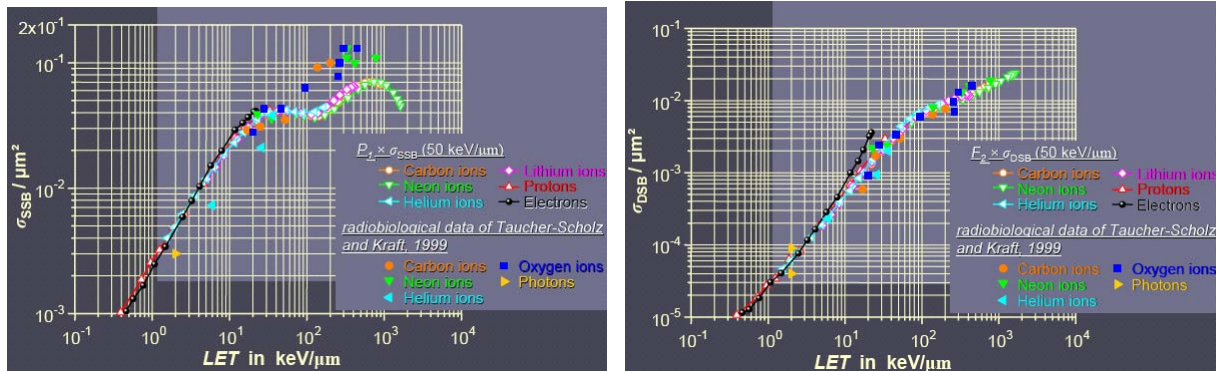 2x10⁻¹
10⁻¹
10⁻²
10⁻³
σSSB / µm²
10⁻¹ 10⁰ 10¹ 10² 10³ 10⁴
LET in keV/µm
P₁ × σSSB (50 keV/µm)
Carbon ions Lithium ions
Neon ions Protons
Helium ions Electrons
radiobiological data of Taucher-Scholz
and Kraft, 1999
Carbon ions Oxygen ions
Neon ions Photons
Helium ions
10⁻¹
10⁻²
10⁻³
10⁻⁴
10⁻⁵
σDSB / µm²
10⁻¹ 10⁰ 10¹ 10² 10³ 10⁴
LET in keV/µm
F₂ × σDSB (50 keV/µm)
Carbon ions Lithium ions
Neon ions Protons
Helium ions Electrons
radiobiological data of Taucher-Scholz
and Kraft, 1999
Carbon ions Oxygen ions
Neon ions Photons
Helium ions